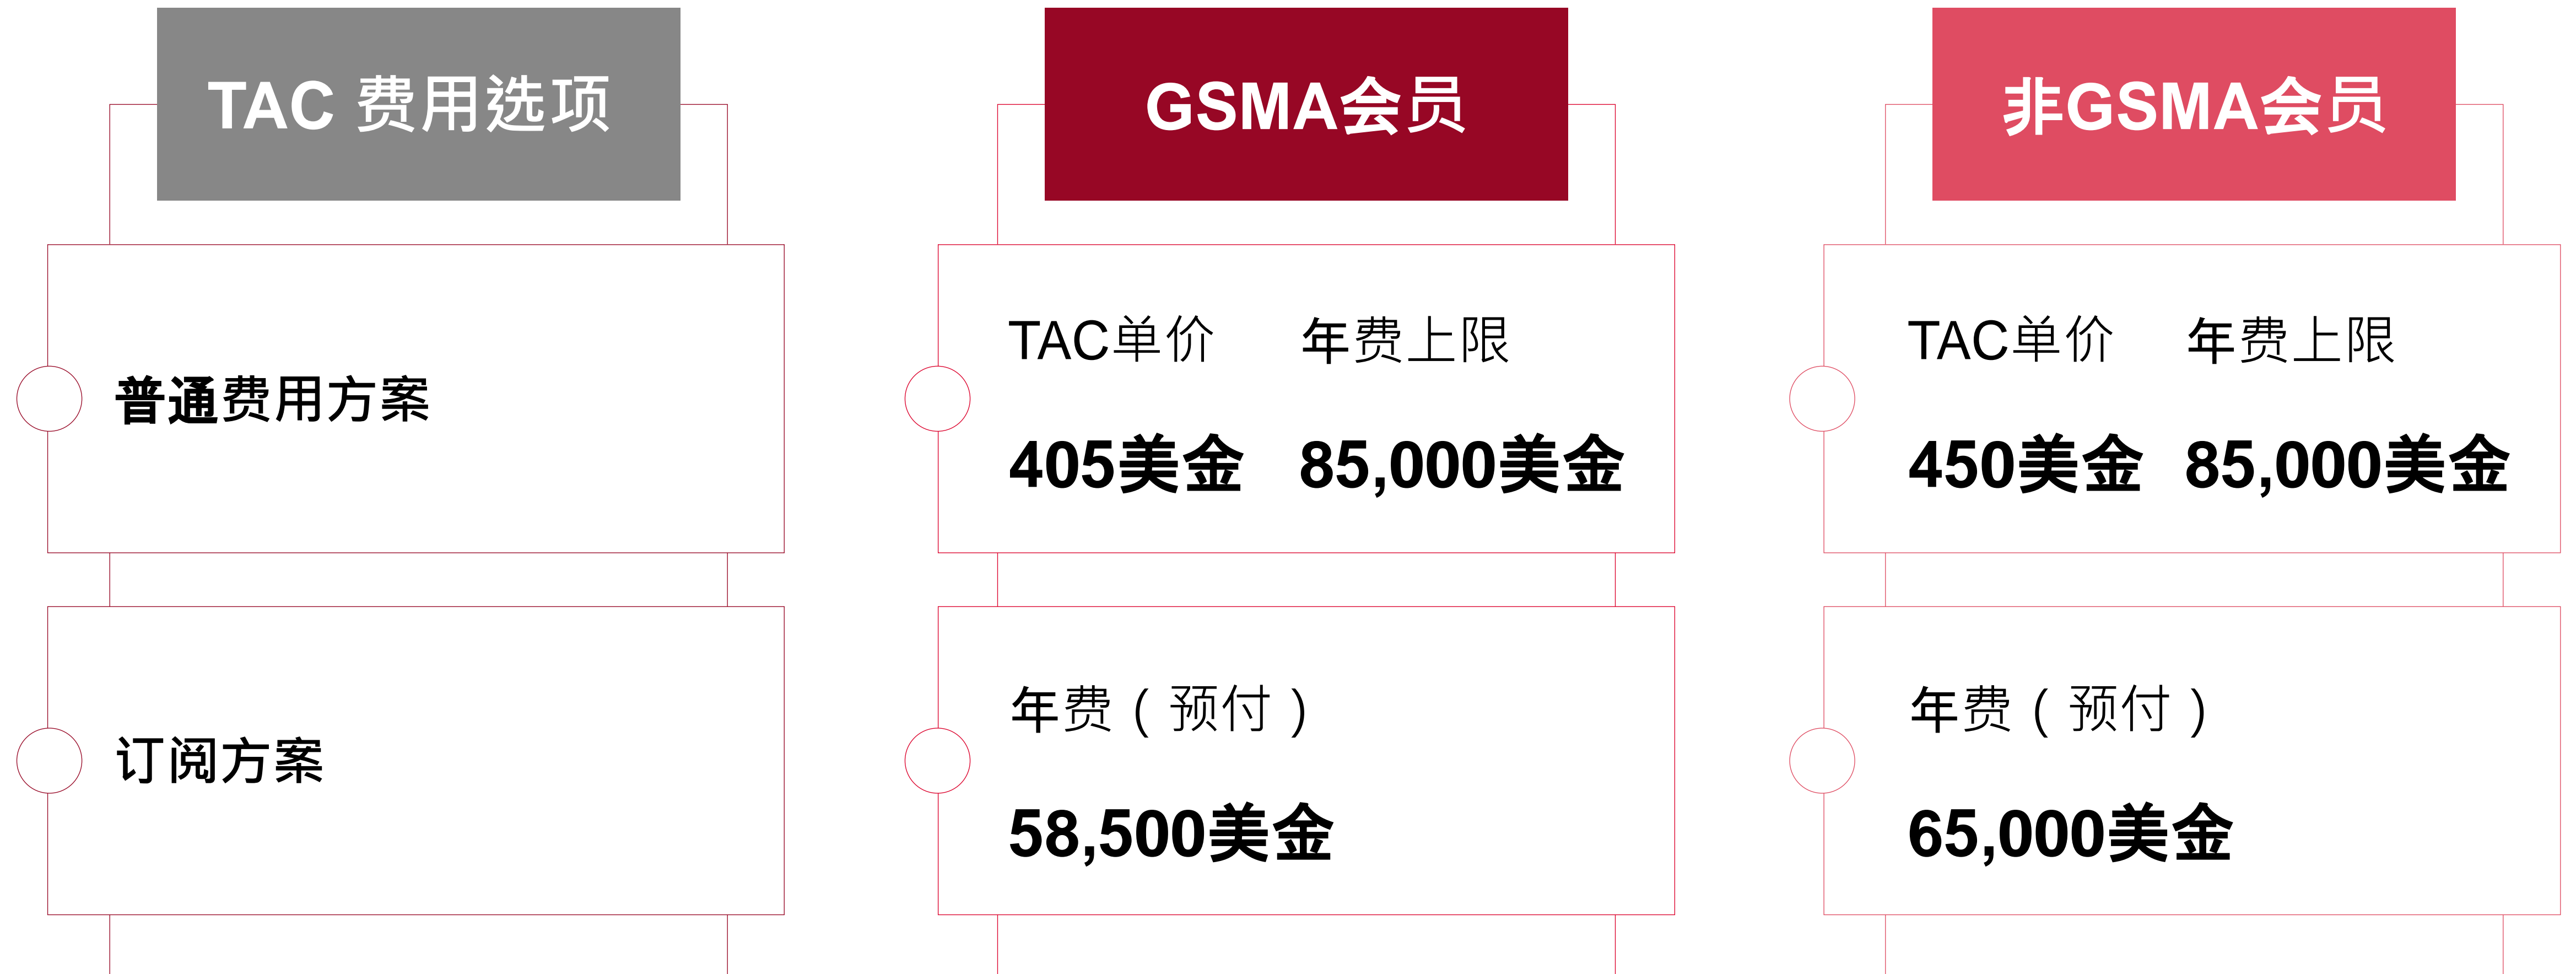 TAC 费用选项
GSMA会员
非GSMA会员
普通费用方案
TAC单价 年费上限
405美金 85,000美金
TAC单价 年费上限
450美金 85,000美金
订阅方案
年费（预付）
58,500美金
年费（预付）
65,000美金